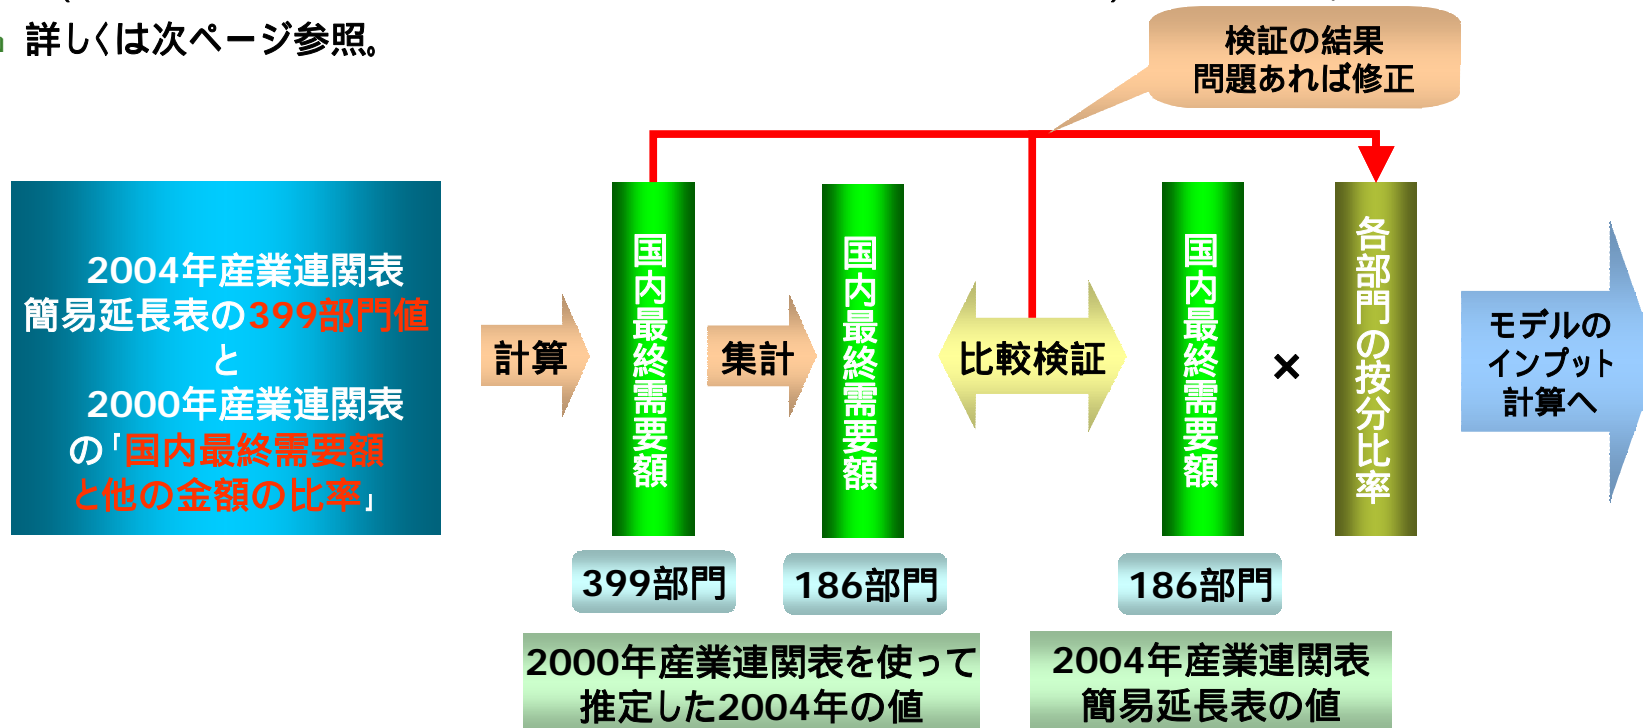 詳しくは次ページ参照。
検証の結果
問題あれば修正
2004年産業連関表
簡易延長表の399部門値
と
2000年産業連関表
の「国内最終需要額
と他の金額の比率」
計算
国内最終需要額
集計
国内最終需要額
比較検証
国内最終需要額
×
各部門の按分比率
モデルの
インプット
計算へ
399部門
186部門
186部門
2000年産業連関表を使って
推定した2004年の値
2004年産業連関表
簡易延長表の値